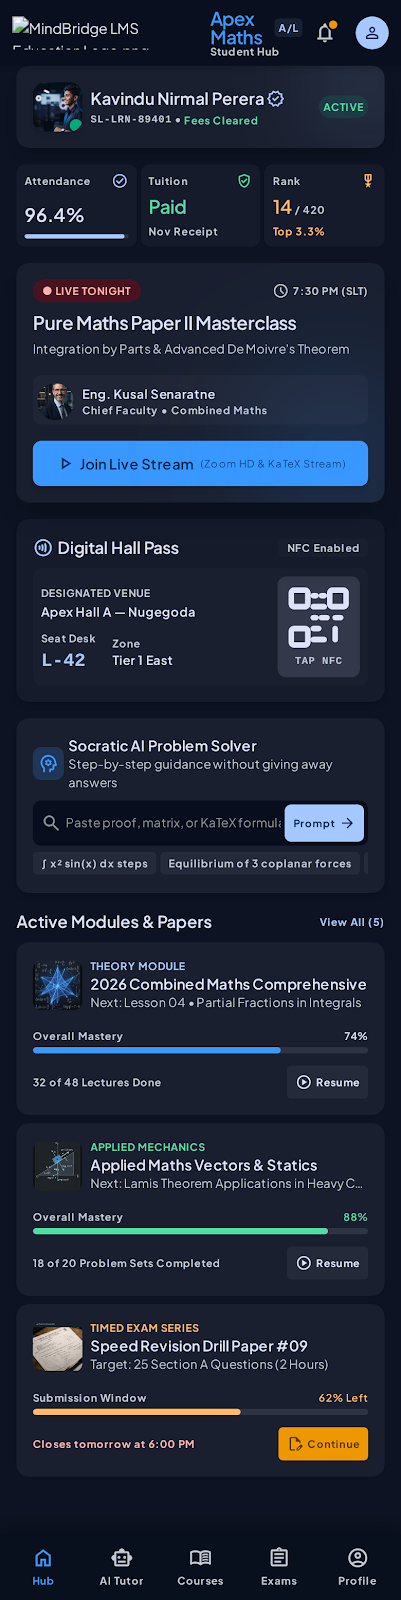 MindBridge LMS
Apex
Maths
Student Hub
A/L
Kavindu Nirmal Perera
SL-LRN-89401 • Fees Cleared
ACTIVE
Attendance
96.4%
Tuition
Paid
Nov Receipt
Rank
14 / 420
Top 3.3%
LIVE TONIGHT
7:30 PM (SLT)
Pure Maths Paper II Masterclass
Integration by Parts & Advanced De Moivre's Theorem
Eng. Kusal Senaratne
Chief Faculty • Combined Maths
Join Live Stream (Zoom HD & KaTeX Stream)
Digital Hall Pass
NFC Enabled
DESIGNATED VENUE
Apex Hall A — Nugegoda
Seat Desk
L-42
Zone
Tier 1 East
TAP NFC
Socratic AI Problem Solver
Step-by-step guidance without giving away
answers
Paste proof, matrix, or KaTeX formula
Prompt →
∫ x² sin(x) dx steps
Equilibrium of 3 coplanar forces
Active Modules & Papers
View All (5)
THEORY MODULE
2026 Combined Maths Comprehensive
Next: Lesson 04 • Partial Fractions in Integrals
Overall Mastery
74%
32 of 48 Lectures Done
Resume
APPLIED MECHANICS
Applied Maths Vectors & Statics
Next: Lamis Theorem Applications in Heavy C...
Overall Mastery
88%
18 of 20 Problem Sets Completed
Resume
TIMED EXAM SERIES
Speed Revision Drill Paper #09
Target: 25 Section A Questions (2 Hours)
Submission Window
62% Left
Closes tomorrow at 6:00 PM
Continue
Hub
AI Tutor
Courses
Exams
Profile